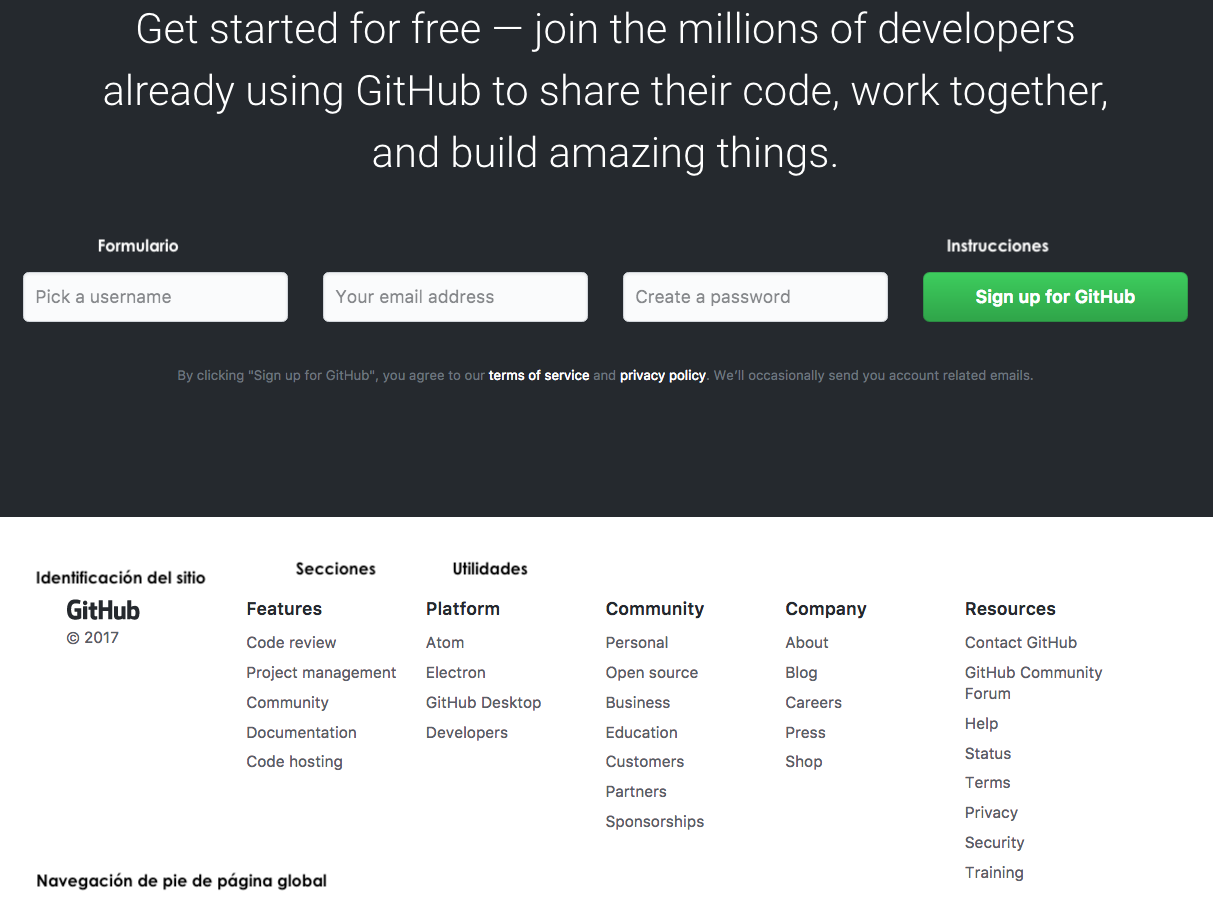 Get started for free — join the millions of developers
already using GitHub to share their code, work together,
and build amazing things.
Formulario
Instrucciones
Pick a username
Your email address
Create a password
Sign up for GitHub
By clicking "Sign up for GitHub", you agree to our terms of service and privacy policy. We’ll occasionally send you account related emails.
Identificación del sitio
GitHub
© 2017
Secciones
Features
Code review
Project management
Community
Documentation
Code hosting
Utilidades
Platform
Atom
Electron
GitHub Desktop
Developers
Community
Personal
Open source
Business
Education
Customers
Partners
Sponsorships
Company
About
Blog
Careers
Press
Shop
Resources
Contact GitHub
GitHub Community
Forum
Help
Status
Terms
Privacy
Security
Training
Navegación de pie de página global